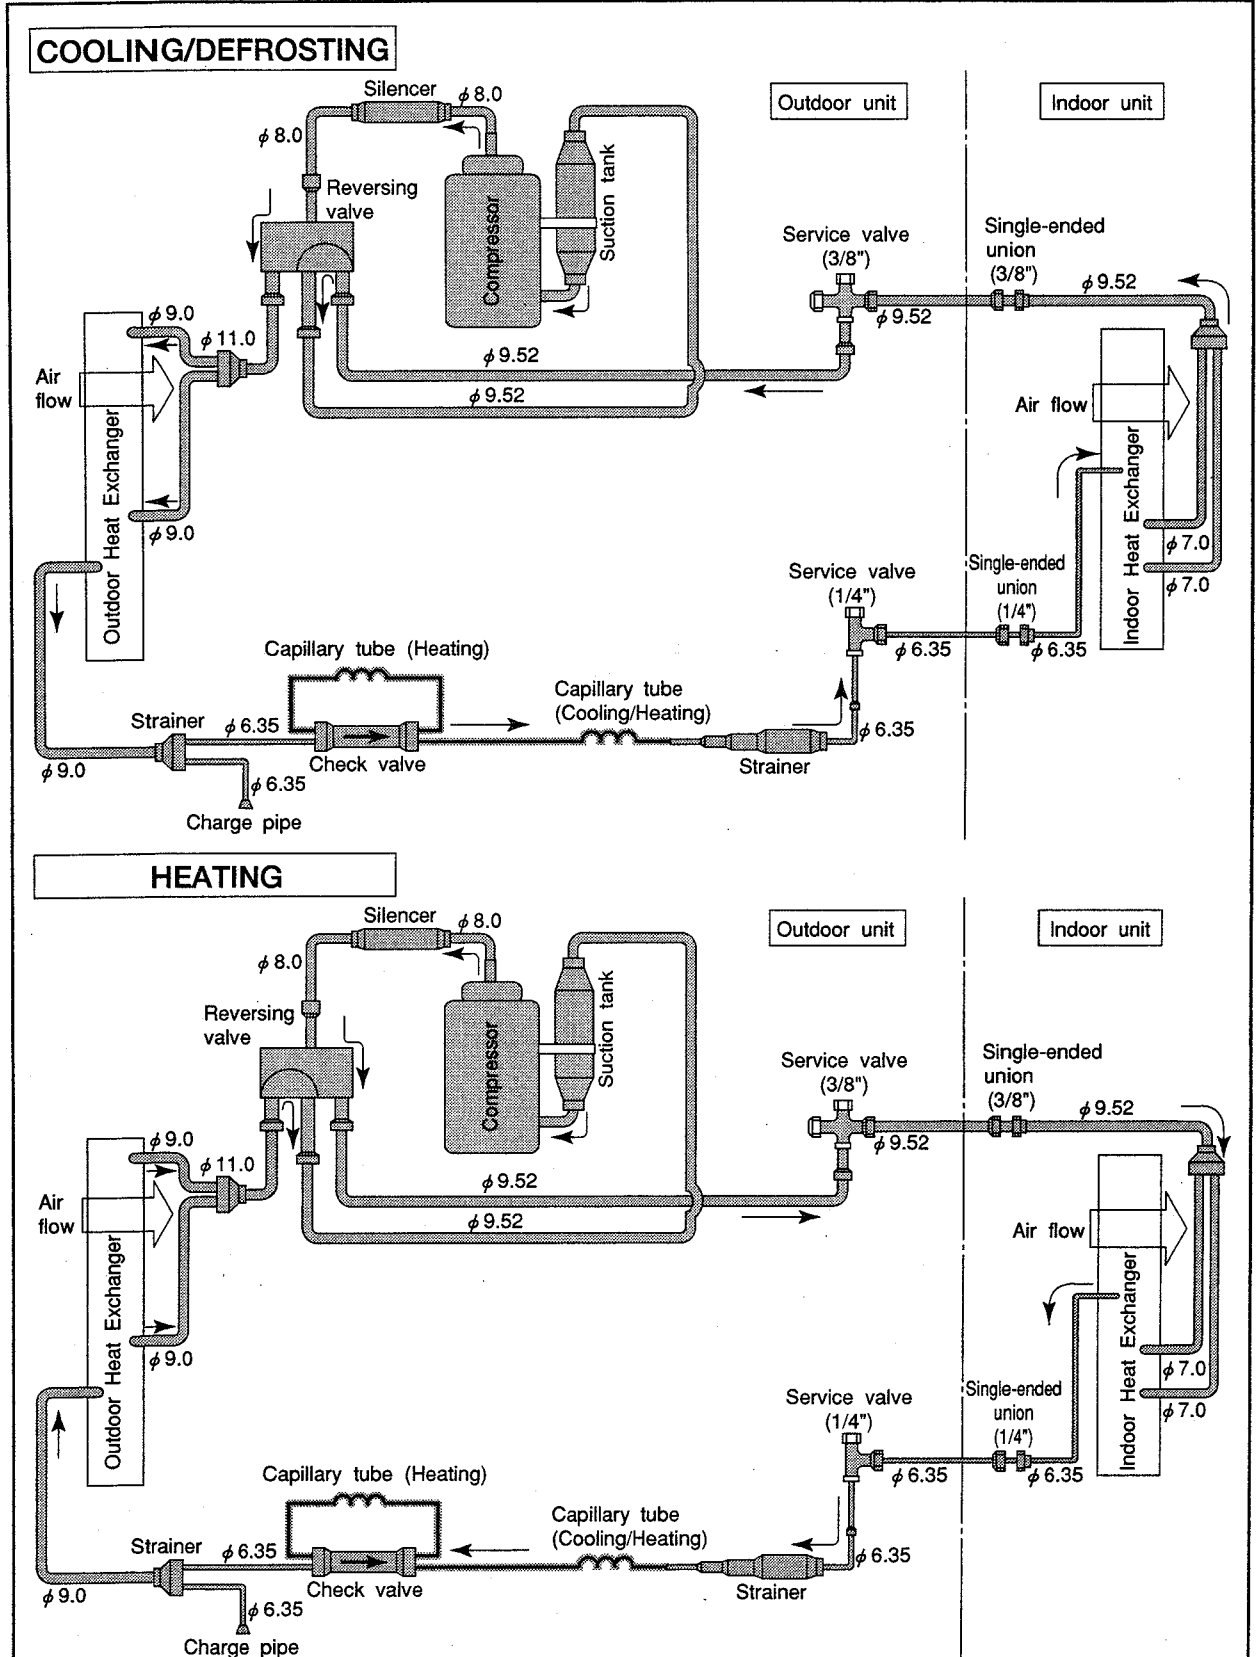 COOLING/DEFROSTING
Silencer
φ 8.0
φ 8.0
Outdoor unit
Indoor unit
Reversing
valve
Compressor
Suction tank
Service valve
(3/8")
Single-ended
union
(3/8")
φ 9.52
φ 9.52
φ 9.0
φ 11.0
φ 9.52
φ 9.52
Air
flow
Air flow
Outdoor Heat Exchanger
φ 9.0
Indoor Heat Exchanger
φ 7.0
φ 7.0
Service valve
(1/4")
Single-ended
union
(1/4")
φ 6.35
φ 6.35
Capillary tube (Heating)
Capillary tube
(Cooling/Heating)
Strainer
φ 6.35
φ 6.35
Check valve
Strainer
φ 9.0
φ 6.35
Charge pipe
HEATING
Silencer
φ 8.0
φ 8.0
Outdoor unit
Indoor unit
Reversing
valve
Compressor
Suction tank
Service valve
(3/8")
Single-ended
union
(3/8")
φ 9.52
φ 9.52
φ 9.0
φ 11.0
φ 9.52
φ 9.52
Air
flow
Air flow
Outdoor Heat Exchanger
φ 9.0
Indoor Heat Exchanger
φ 7.0
φ 7.0
Service valve
(1/4")
Single-ended
union
(1/4")
φ 6.35
φ 6.35
Capillary tube (Heating)
Capillary tube
(Cooling/Heating)
Strainer
φ 6.35
φ 6.35
Check valve
Strainer
φ 9.0
φ 6.35
Charge pipe